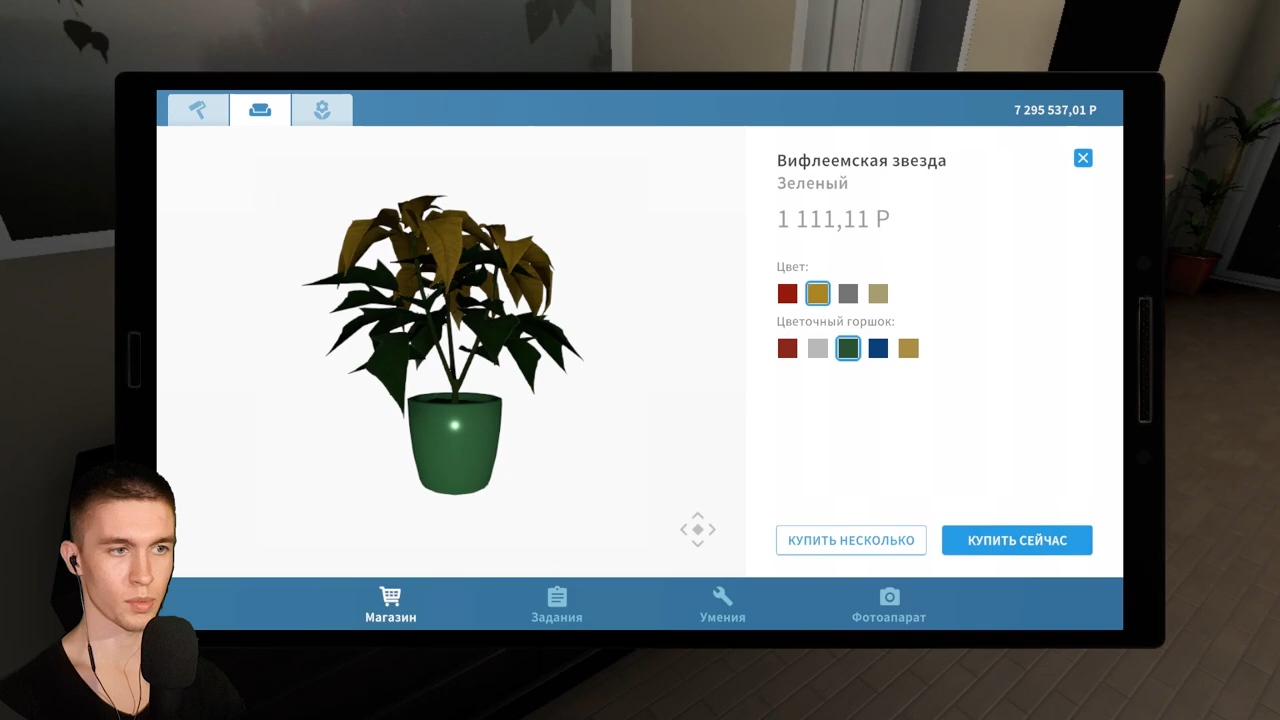 7 295 537,01 Р
Вифлеемская звезда
Зеленый
1 111,11 Р
Цвет:
Цветочный горшок:
КУПИТЬ НЕСКОЛЬКО
КУПИТЬ СЕЙЧАС
Магазин
Задания
Умения
Фотоаппарат